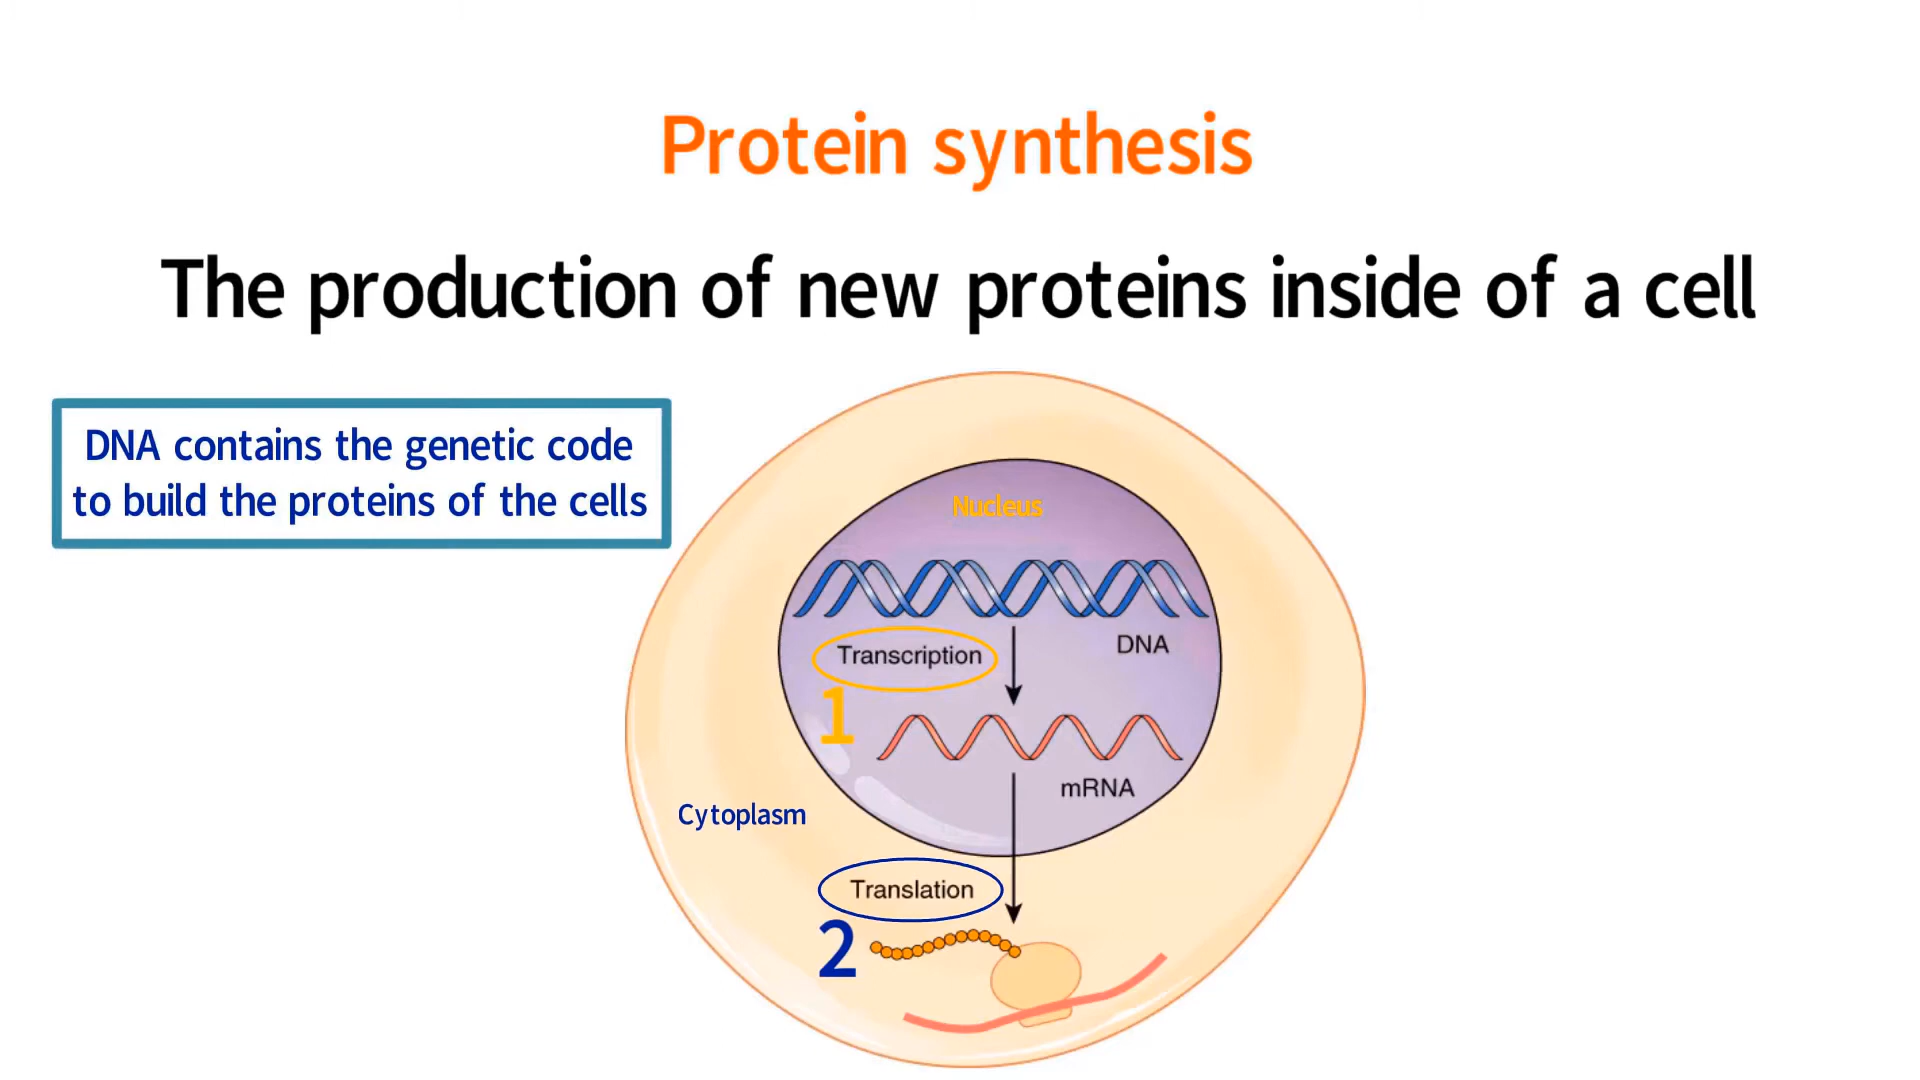 Protein synthesis
The production of new proteins inside of a cell
DNA contains the genetic code
to build the proteins of the cells
Nucleus
DNA
Transcription
1
mRNA
Cytoplasm
Translation
2